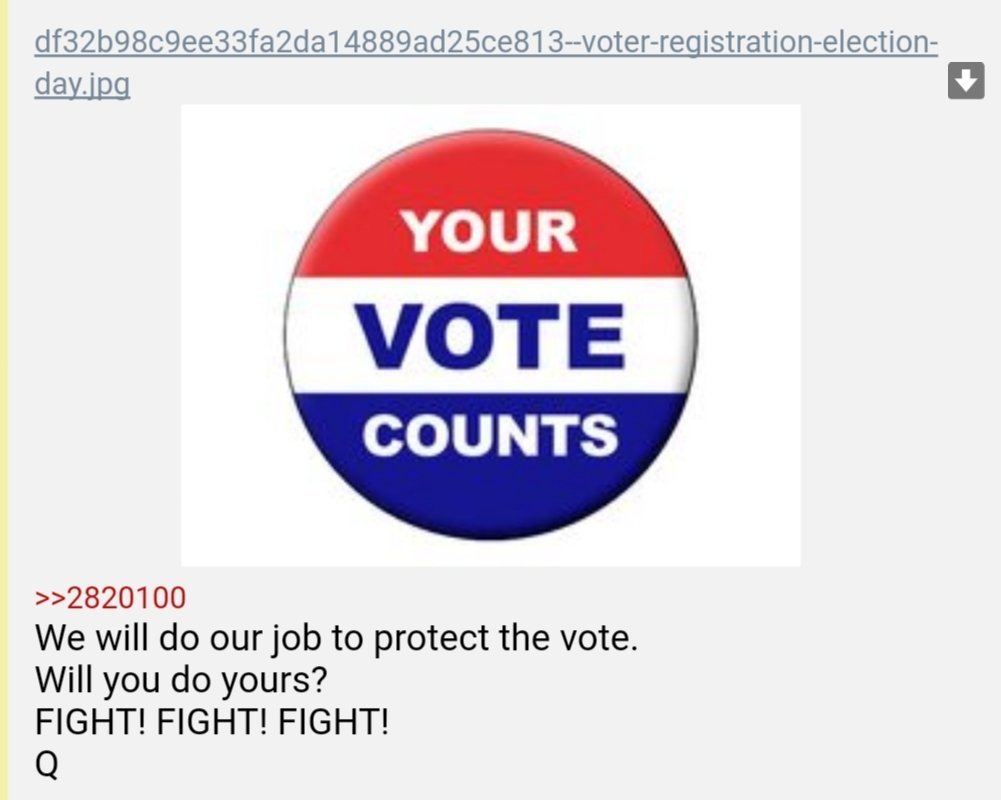 df32b98c9ee33fa2da14889ad25ce813--voter-registration-election-
day.jpg
YOUR
VOTE
COUNTS
>>2820100
We will do our job to protect the vote.
Will you do yours?
FIGHT! FIGHT! FIGHT!
Q